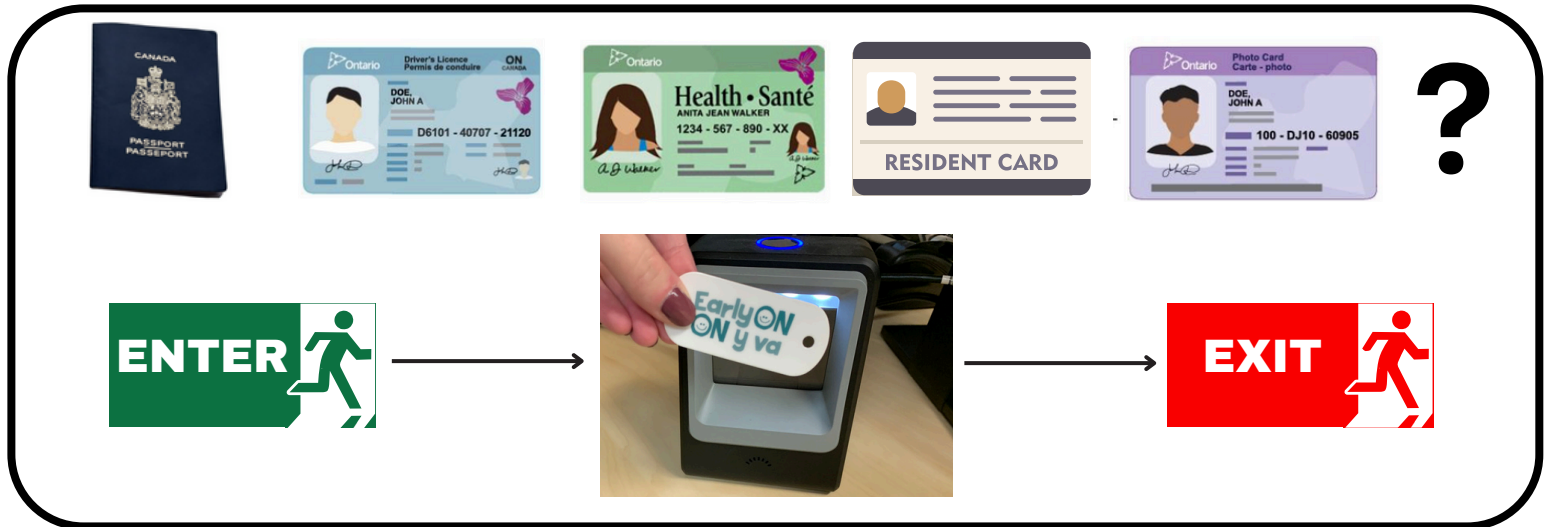 CANADA
PASSPORT
PASSEPORT
Ontario
Driver's Licence
Permis de conduire
ON
CANADA
DOE,
JOHN A
D6101 - 40707 - 21120
Ontario
Health • Santé
ANITA JEAN WALKER
1234 - 567 - 890 - XX
A J Walker
RESIDENT CARD
-
Ontario
Photo Card
Carte - photo
DOE,
JOHN A
100 - DJ10 - 60905
?
ENTER
EarlyON
ON y va
EXIT